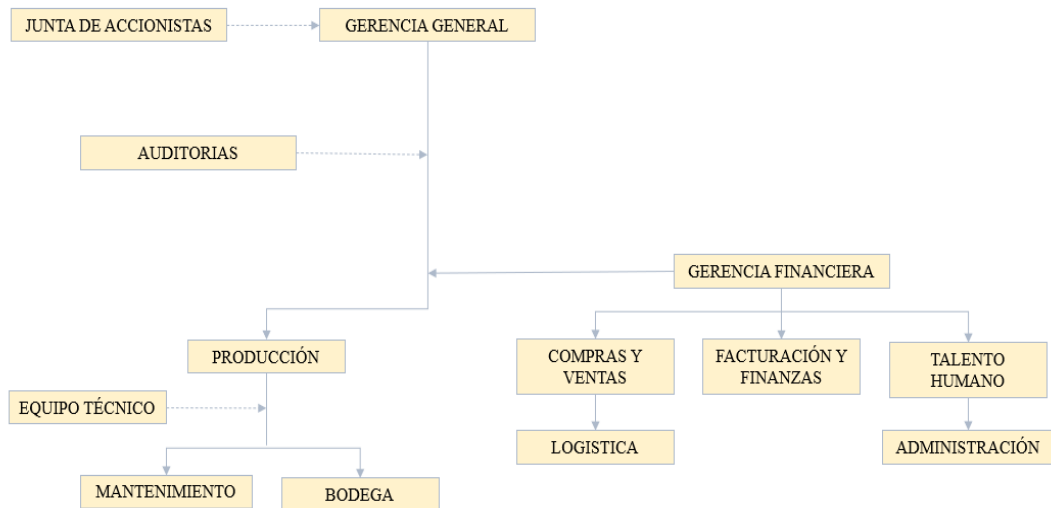 JUNTA DE ACCIONISTAS
GERENCIA GENERAL
AUDITORIAS
GERENCIA FINANCIERA
PRODUCCIÓN
COMPRAS Y
VENTAS
FACTURACIÓN Y
FINANZAS
TALENTO
HUMANO
EQUIPO TÉCNICO
LOGISTICA
ADMINISTRACIÓN
MANTENIMIENTO
BODEGA